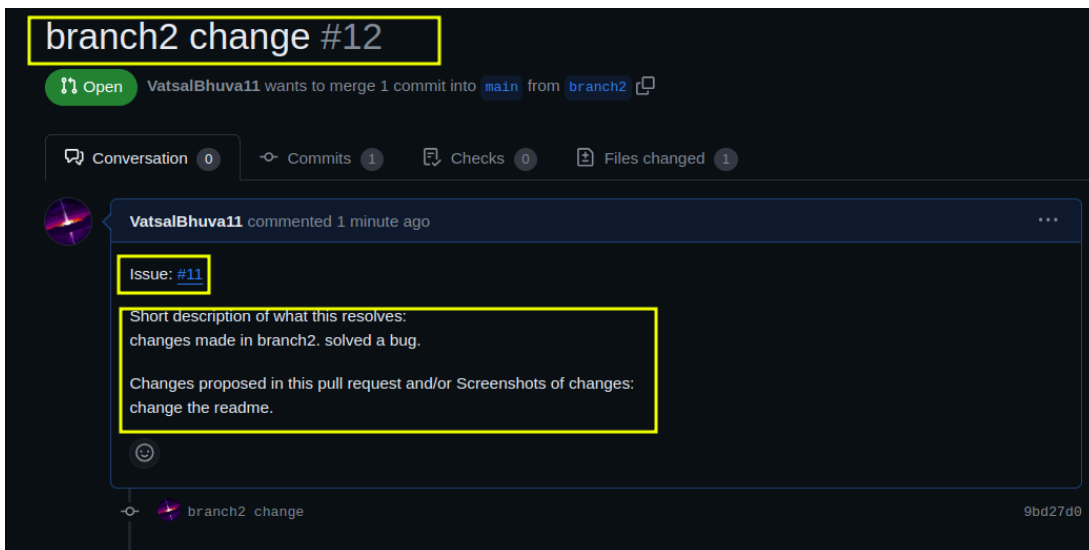 branch2 change #12
Open VatsalBhuva11 wants to merge 1 commit into main from branch2
Conversation 0 Commits 1 Checks 0 Files changed 1
VatsalBhuva11 commented 1 minute ago
Issue: #11
Short description of what this resolves:
changes made in branch2. solved a bug.
Changes proposed in this pull request and/or Screenshots of changes:
change the readme.
branch2 change 9bd27d0